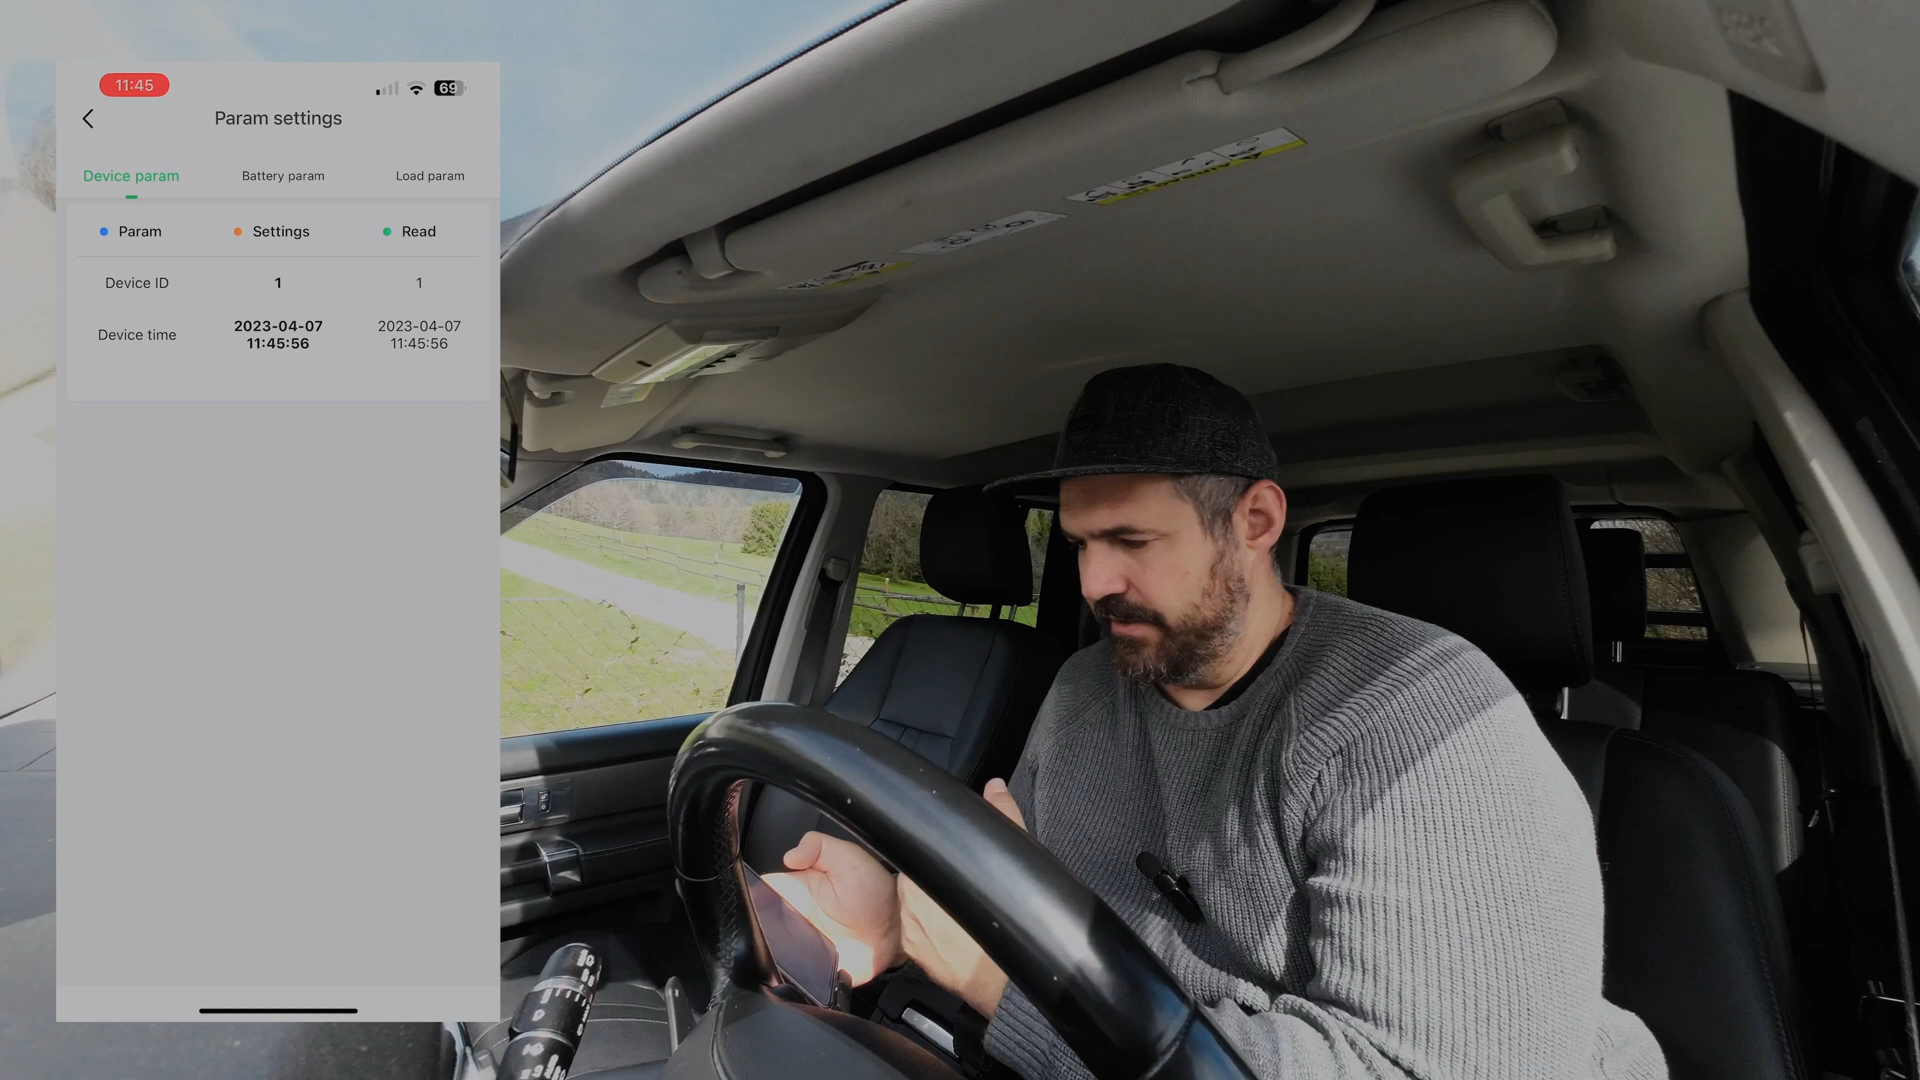 11:45
69
Param settings
Device param Battery param Load param
Param Settings Read
Device ID 1 1
Device time 2023-04-07 11:45:56 2023-04-07 11:45:56